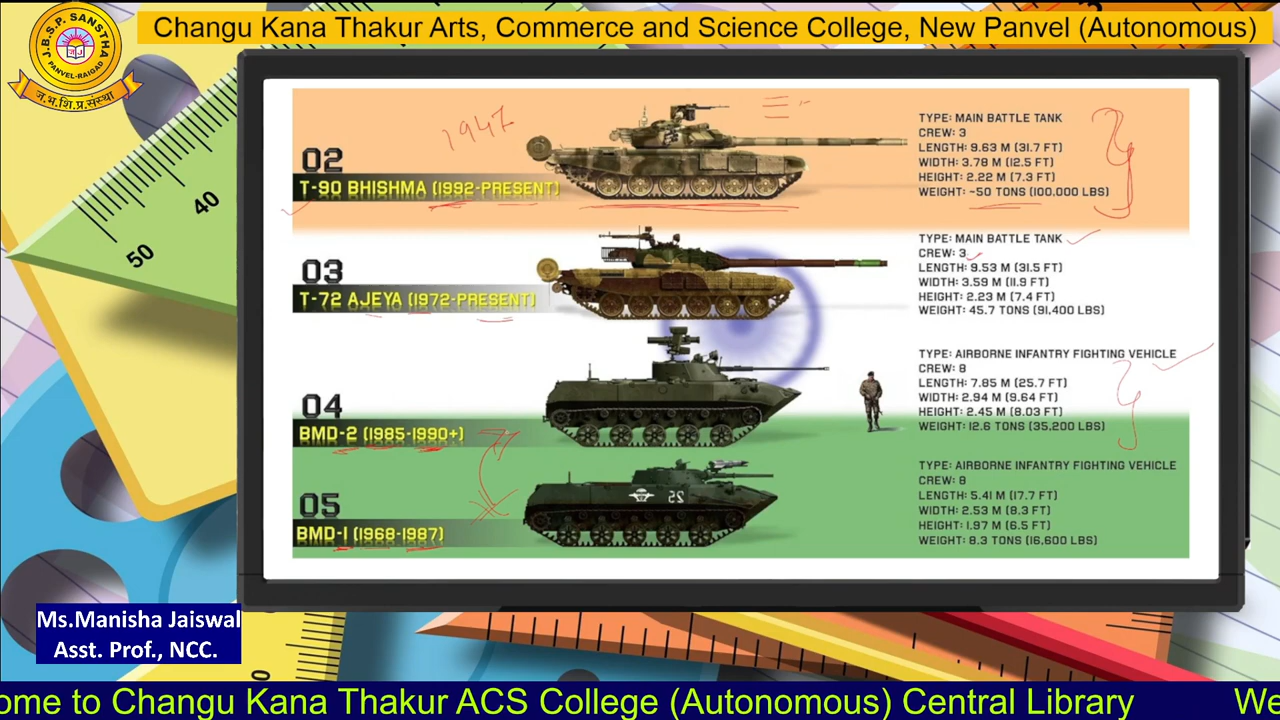 Changu Kana Thakur Arts, Commerce and Science College, New Panvel (Autonomous)
J.B.S.P. SANSTHA
PANVEL-RAIGAD
ज.भ.शि.प्र.संस्था
40
50
1947
02
T-90 BHISHMA (1992-PRESENT)
TYPE: MAIN BATTLE TANK
CREW: 3
LENGTH: 9.63 M (31.7 FT)
WIDTH: 3.78 M (12.5 FT)
HEIGHT: 2.22 M (7.3 FT)
WEIGHT: ~50 TONS (100,000 LBS)
03
T-72 AJEYA (1972-PRESENT)
TYPE: MAIN BATTLE TANK
CREW: 3
LENGTH: 9.53 M (31.5 FT)
WIDTH: 3.59 M (11.9 FT)
HEIGHT: 2.23 M (7.4 FT)
WEIGHT: 45.7 TONS (91,400 LBS)
04
BMD-2 (1985-1990+)
TYPE: AIRBORNE INFANTRY FIGHTING VEHICLE
CREW: 8
LENGTH: 7.85 M (25.7 FT)
WIDTH: 2.94 M (9.64 FT)
HEIGHT: 2.45 M (8.03 FT)
WEIGHT: 12.6 TONS (35,200 LBS)
05
BMD-1 (1968-1987)
25
TYPE: AIRBORNE INFANTRY FIGHTING VEHICLE
CREW: 8
LENGTH: 5.41 M (17.7 FT)
WIDTH: 2.53 M (8.3 FT)
HEIGHT: 1.97 M (6.5 FT)
WEIGHT: 8.3 TONS (16,600 LBS)
Ms.Manisha Jaiswal
Asst. Prof., NCC.
ome to Changu Kana Thakur ACS College (Autonomous) Central Library We